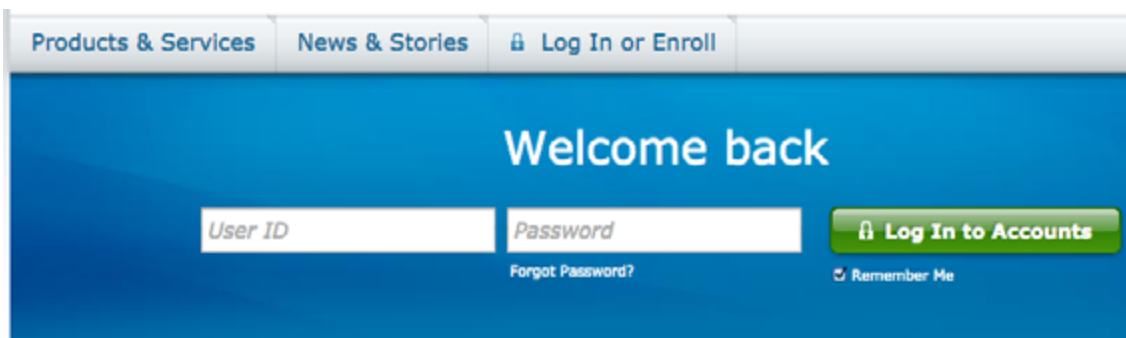 Products & Services News & Stories Log In or Enroll
Welcome back
User ID Password Log In to Accounts
Forgot Password? Remember Me